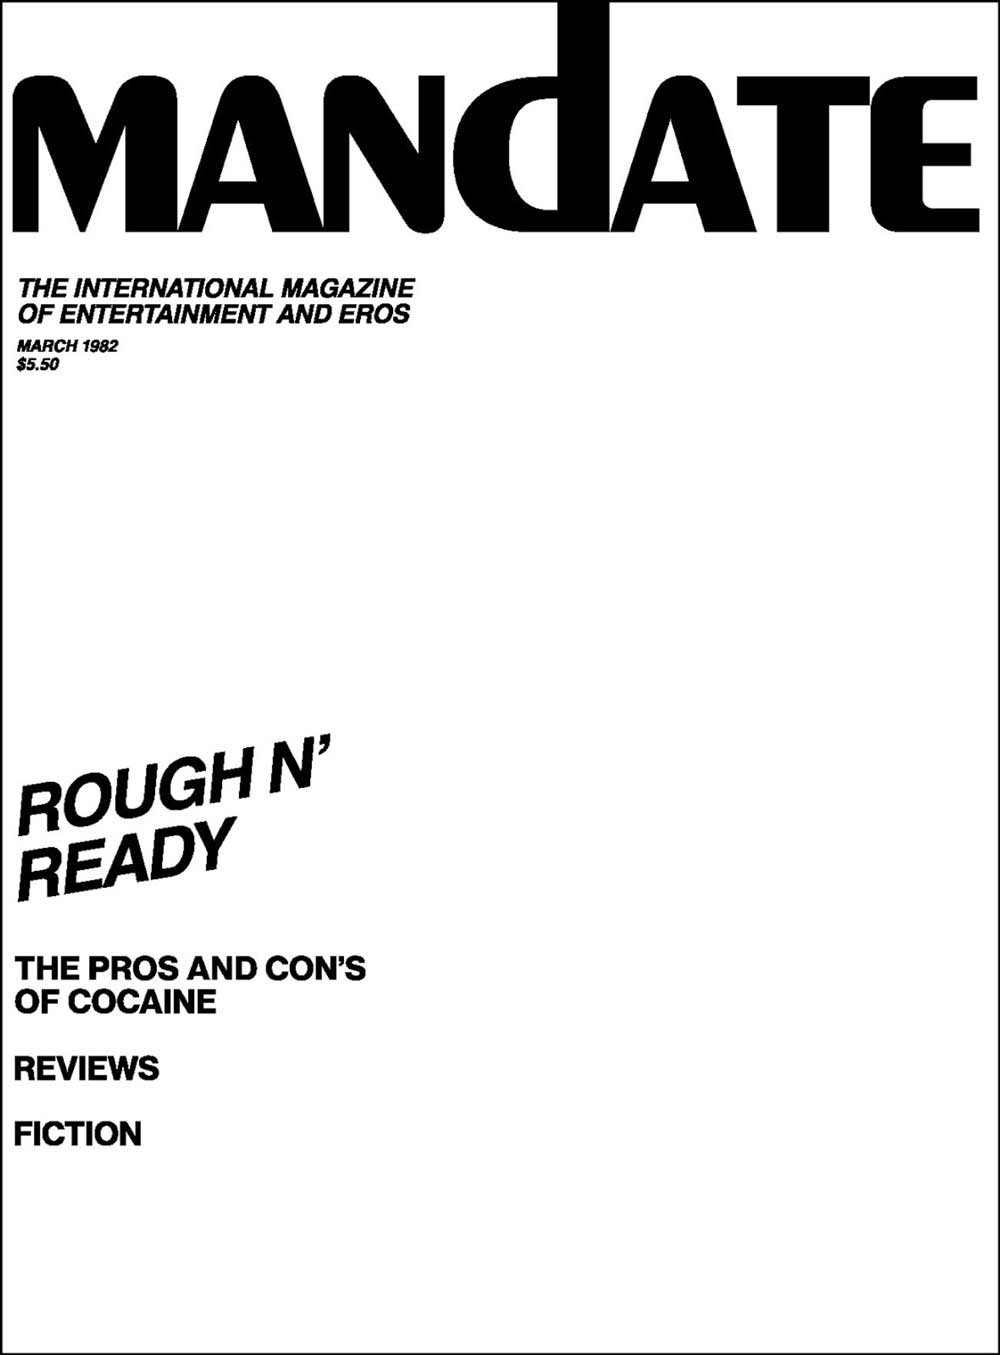 MANdATE
THE INTERNATIONAL MAGAZINE
OF ENTERTAINMENT AND EROS
MARCH 1982
$5.50
ROUGH N'
READY
THE PROS AND CON'S
OF COCAINE
REVIEWS
FICTION